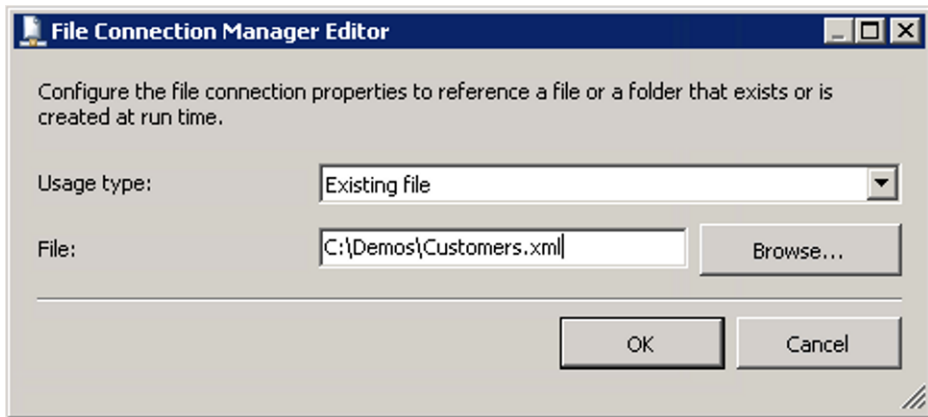 File Connection Manager Editor
Configure the file connection properties to reference a file or a folder that exists or is
created at run time.
Usage type:
Existing file
File:
C:\Demos\Customers.xml
Browse...
OK
Cancel